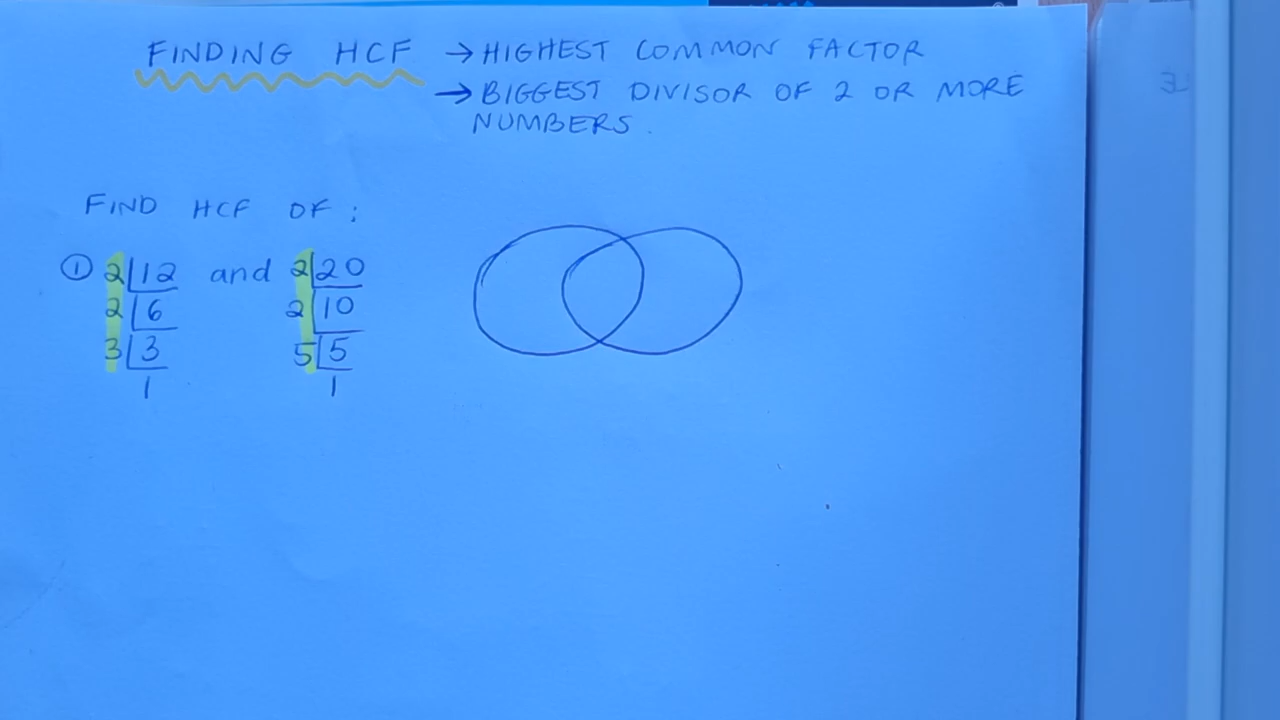 FINDING HCF → HIGHEST COMMON FACTOR
→ BIGGEST DIVISOR OF 2 OR MORE
NUMBERS.
FIND HCF OF:
① 2|12 and 2|20
2|6 2|10
3|3 5|5
1 1